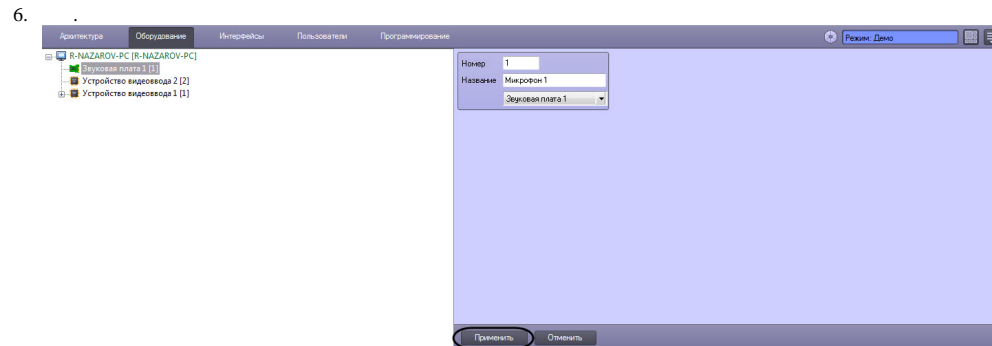 6. .
Архитектура Оборудование Интерфейсы Пользователи Программирование Режим: Демо
R-NAZAROV-PC [R-NAZAROV-PC]
Звуковая плата 1 [1]
Устройство видеоввода 2 [2]
Устройство видеоввода 1 [1]
Номер 1
Название Микрофон 1
Звуковая плата 1
Применить Отменить